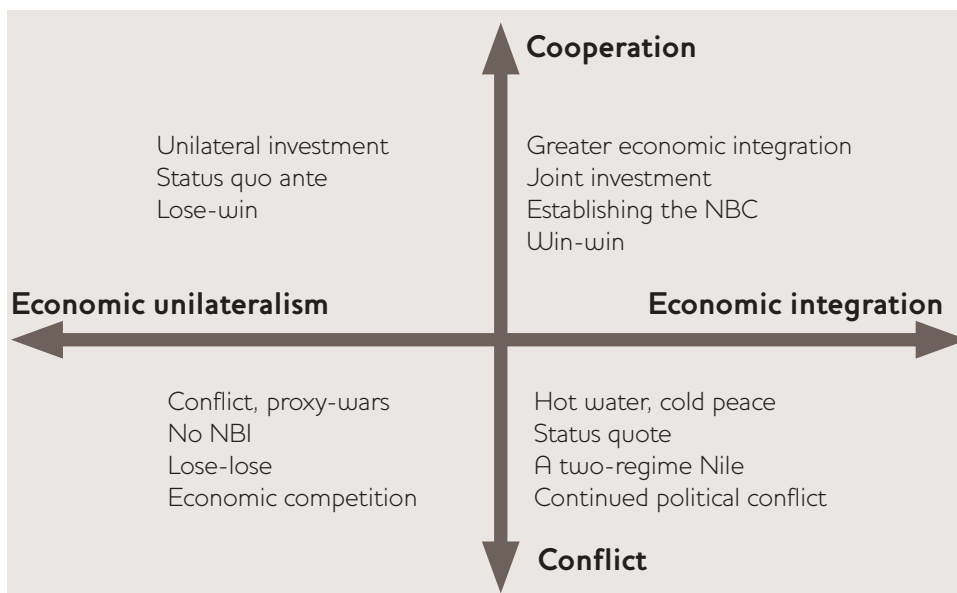 Cooperation
Unilateral investment
Status quo ante
Lose-win
Greater economic integration
Joint investment
Establishing the NBC
Win-win
Economic unilateralism
Economic integration
Conflict, proxy-wars
No NBI
Lose-lose
Economic competition
Hot water, cold peace
Status quote
A two-regime Nile
Continued political conflict
Conflict